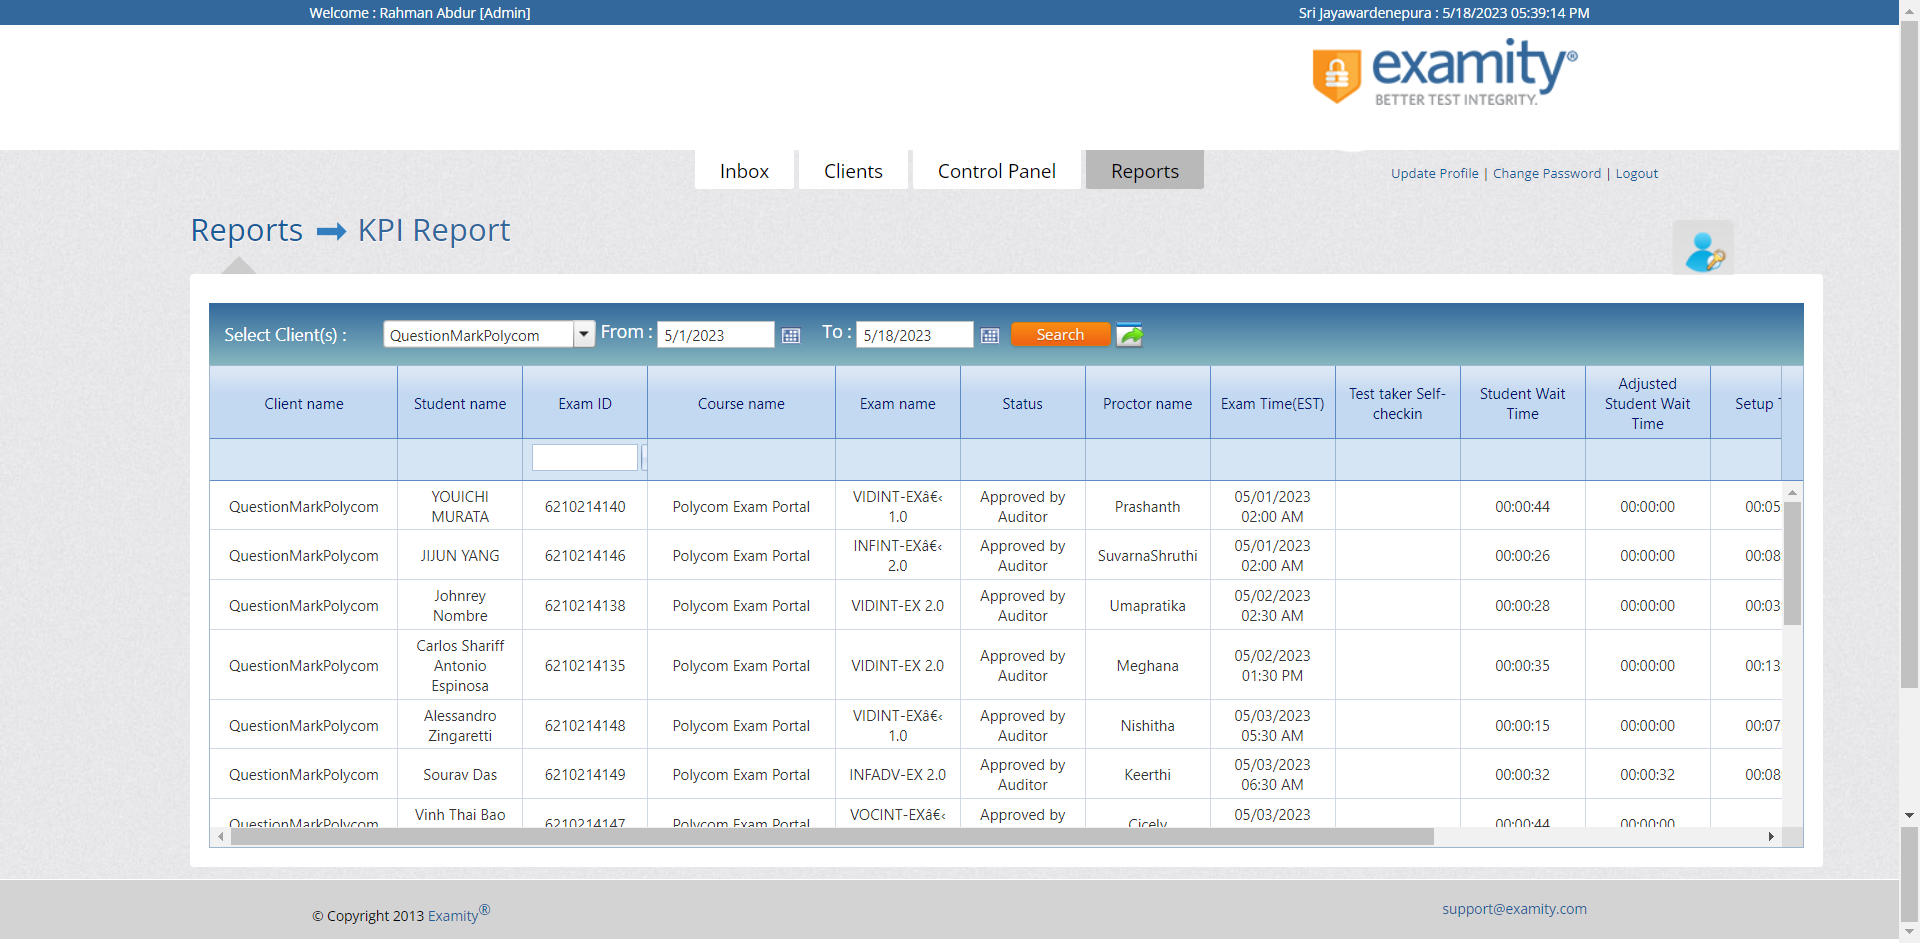 Welcome : Rahman Abdur [Admin]
Sri Jayawardenepura : 5/18/2023 05:39:14 PM
examity®
BETTER TEST INTEGRITY.
Inbox
Clients
Control Panel
Reports
Update Profile | Change Password | Logout
Reports KPI Report
Select Client(s) :
QuestionMarkPolycom
From :
5/1/2023
To :
5/18/2023
Search
Client name
Student name
Exam ID
Course name
Exam name
Status
Proctor name
Exam Time(EST)
Test taker Self-
checkin
Student Wait
Time
Adjusted
Student Wait
Time
Setup
QuestionMarkPolycom
YOUICHI
MURATA
6210214140
Polycom Exam Portal
VIDINT-EXâ€‹
1.0
Approved by
Auditor
Prashanth
05/01/2023
02:00 AM
00:00:44
00:00:00
00:05
QuestionMarkPolycom
JIJUN YANG
6210214146
Polycom Exam Portal
INFINT-EXâ€‹
2.0
Approved by
Auditor
SuvarnaShruthi
05/01/2023
02:00 AM
00:00:26
00:00:00
00:08
QuestionMarkPolycom
Johnrey
Nombre
6210214138
Polycom Exam Portal
VIDINT-EX 2.0
Approved by
Auditor
Umapratika
05/02/2023
02:30 AM
00:00:28
00:00:00
00:03
QuestionMarkPolycom
Carlos Shariff
Antonio
Espinosa
6210214135
Polycom Exam Portal
VIDINT-EX 2.0
Approved by
Auditor
Meghana
05/02/2023
01:30 PM
00:00:35
00:00:00
00:13
QuestionMarkPolycom
Alessandro
Zingaretti
6210214148
Polycom Exam Portal
VIDINT-EXâ€‹
1.0
Approved by
Auditor
Nishitha
05/03/2023
05:30 AM
00:00:15
00:00:00
00:07
QuestionMarkPolycom
Sourav Das
6210214149
Polycom Exam Portal
INFADV-EX 2.0
Approved by
Auditor
Keerthi
05/03/2023
06:30 AM
00:00:32
00:00:32
00:08
QuestionMarkPolycom
Vinh Thai Bao
6210214147
Polycom Exam Portal
VOCINT-EXâ€‹
Approved by
Cicely
05/03/2023
00:00:44
00:00:00
© Copyright 2013 Examity®
support@examity.com